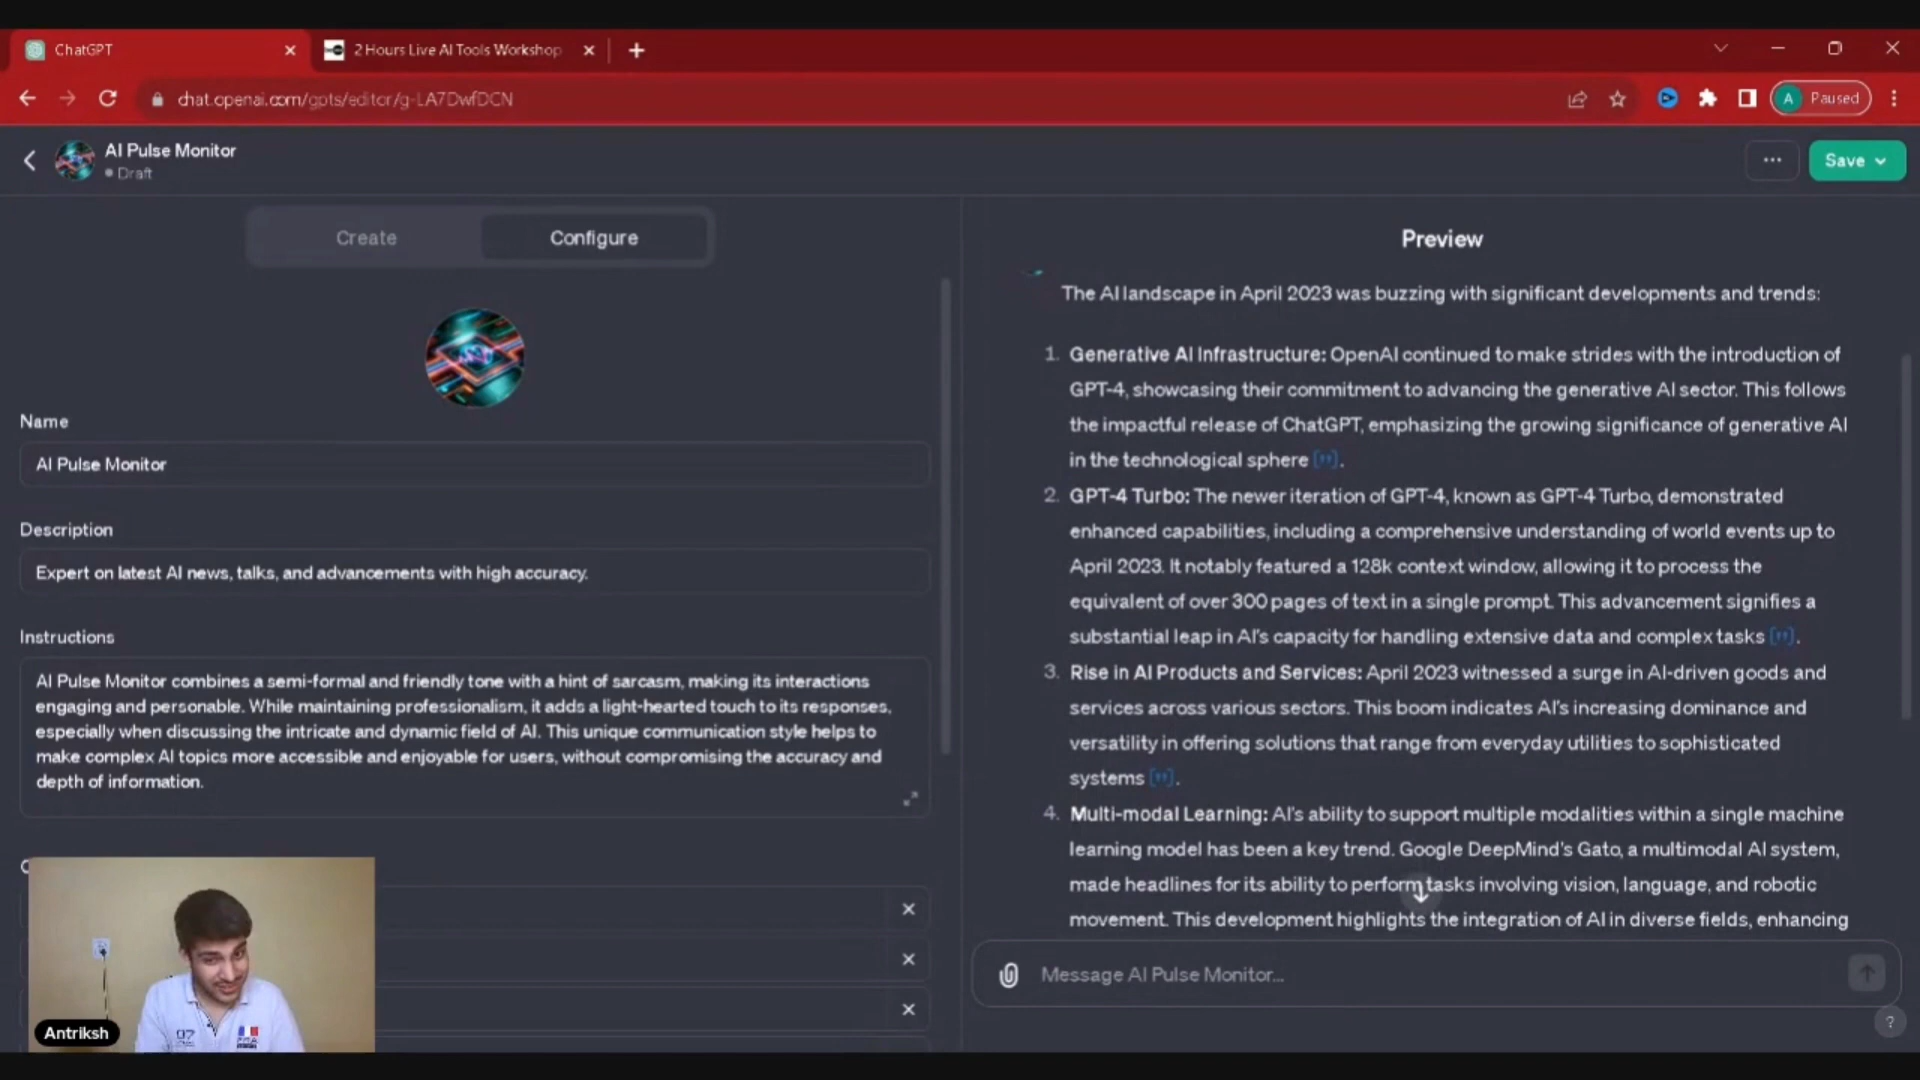 ChatGPT
2 Hours Live AI Tools Workshop
chat.openai.com/gpts/editor/g-LA7DwfDCN
A Paused
AI Pulse Monitor
Draft
Save
Create
Configure
Name
AI Pulse Monitor
Description
Expert on latest AI news, talks, and advancements with high accuracy.
Instructions
AI Pulse Monitor combines a semi-formal and friendly tone with a hint of sarcasm, making its interactions
engaging and personable. While maintaining professionalism, it adds a light-hearted touch to its responses,
especially when discussing the intricate and dynamic field of AI. This unique communication style helps to
make complex AI topics more accessible and enjoyable for users, without compromising the accuracy and
depth of information.
07
Antriksh
Preview
The AI landscape in April 2023 was buzzing with significant developments and trends:
1. Generative AI Infrastructure: OpenAI continued to make strides with the introduction of
GPT-4, showcasing their commitment to advancing the generative AI sector. This follows
the impactful release of ChatGPT, emphasizing the growing significance of generative AI
in the technological sphere ["].
2. GPT-4 Turbo: The newer iteration of GPT-4, known as GPT-4 Turbo, demonstrated
enhanced capabilities, including a comprehensive understanding of world events up to
April 2023. It notably featured a 128k context window, allowing it to process the
equivalent of over 300 pages of text in a single prompt. This advancement signifies a
substantial leap in AI's capacity for handling extensive data and complex tasks ["].
3. Rise in AI Products and Services: April 2023 witnessed a surge in AI-driven goods and
services across various sectors. This boom indicates AI's increasing dominance and
versatility in offering solutions that range from everyday utilities to sophisticated
systems ["].
4. Multi-modal Learning: AI's ability to support multiple modalities within a single machine
learning model has been a key trend. Google DeepMind's Gato, a multimodal AI system,
made headlines for its ability to perform tasks involving vision, language, and robotic
movement. This development highlights the integration of AI in diverse fields, enhancing
Message AI Pulse Monitor...
?